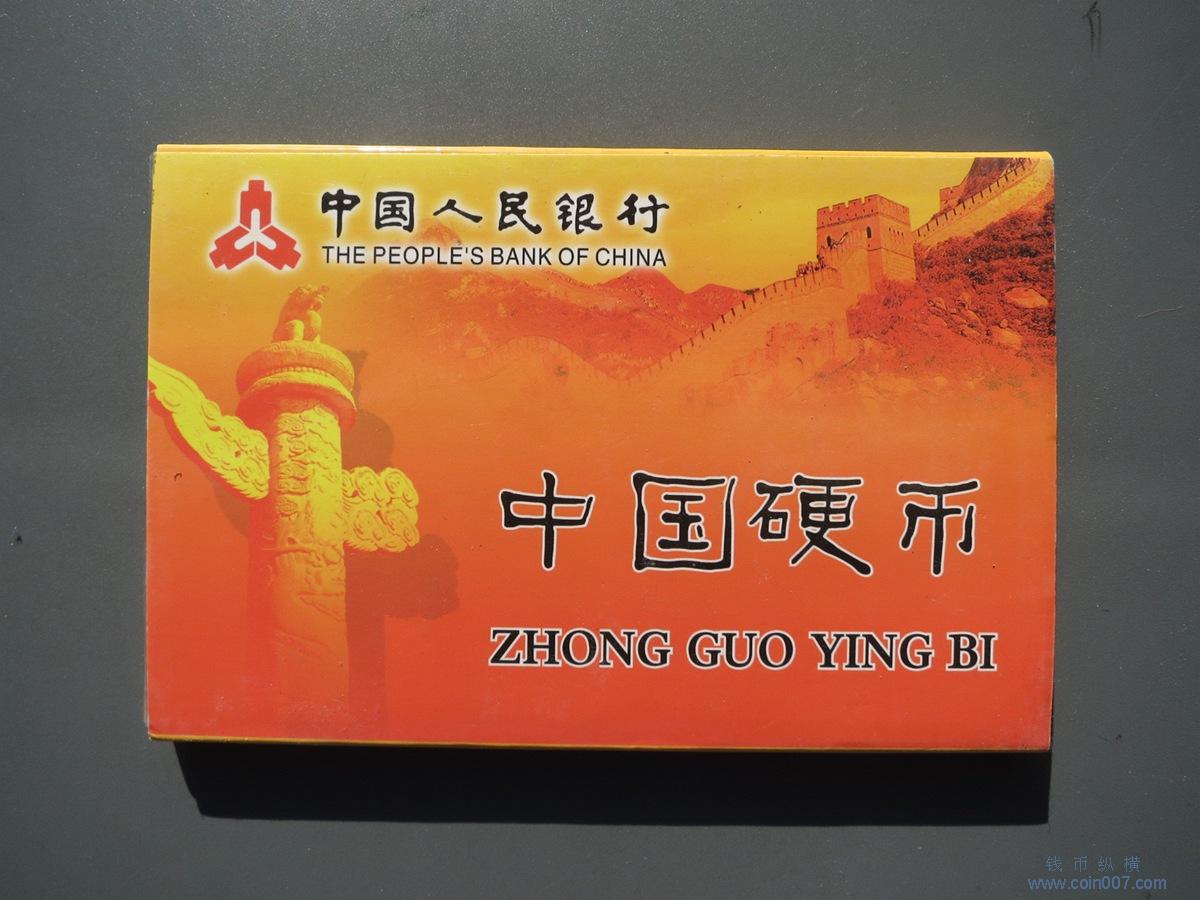 中国人民银行
THE PEOPLE'S BANK OF CHINA
中国硬币
ZHONG GUO YING BI
钱币纵横
www.coin007.com